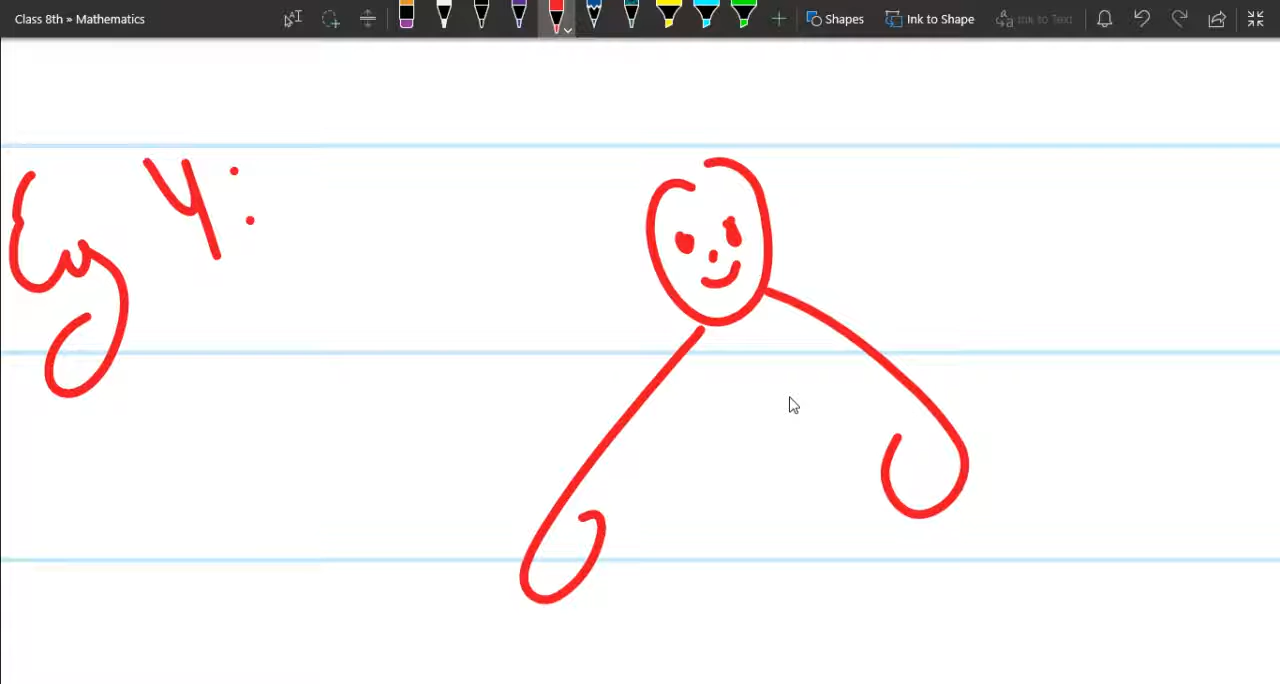 Class 8th » Mathematics
Shapes
Ink to Shape
Ink to Text
Eg 4: